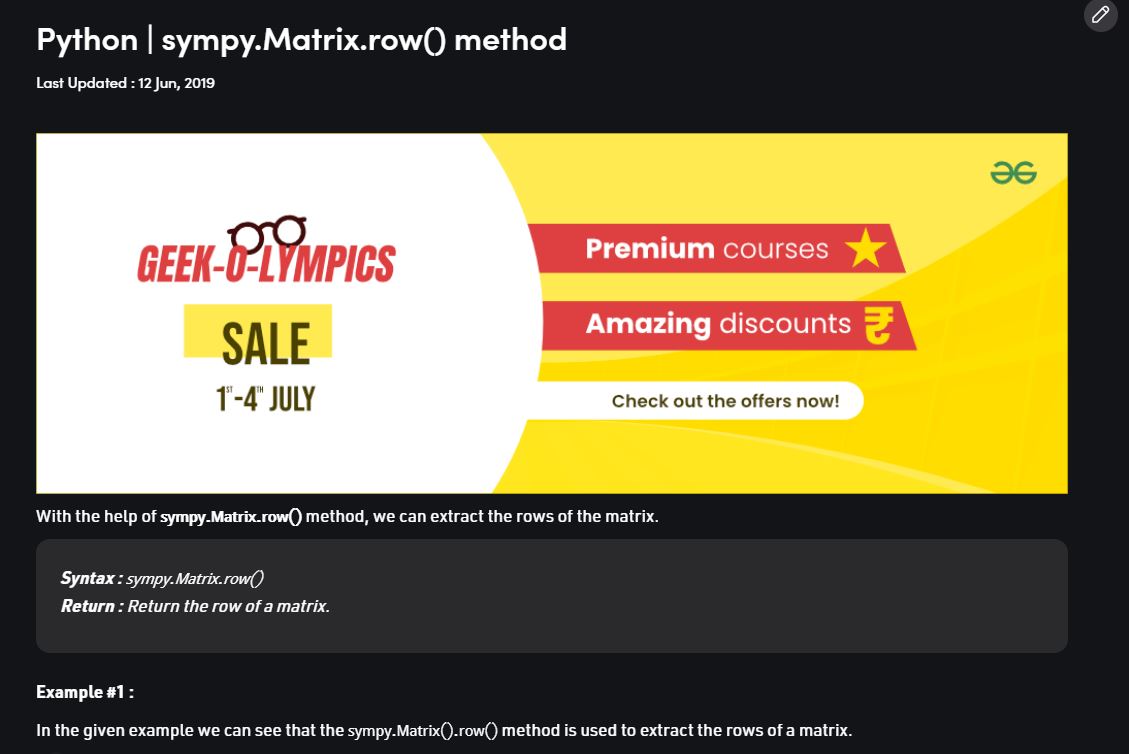 Python | sympy.Matrix.row() method
Last Updated : 12 Jun, 2019
GEEK-O-LYMPICS
SALE
1ST-4TH JULY
Premium courses
Amazing discounts
Check out the offers now!
With the help of sympy.Matrix.row() method, we can extract the rows of the matrix.
Syntax : sympy.Matrix.row()
Return : Return the row of a matrix.
Example #1 :
In the given example we can see that the sympy.Matrix().row() method is used to extract the rows of a matrix.